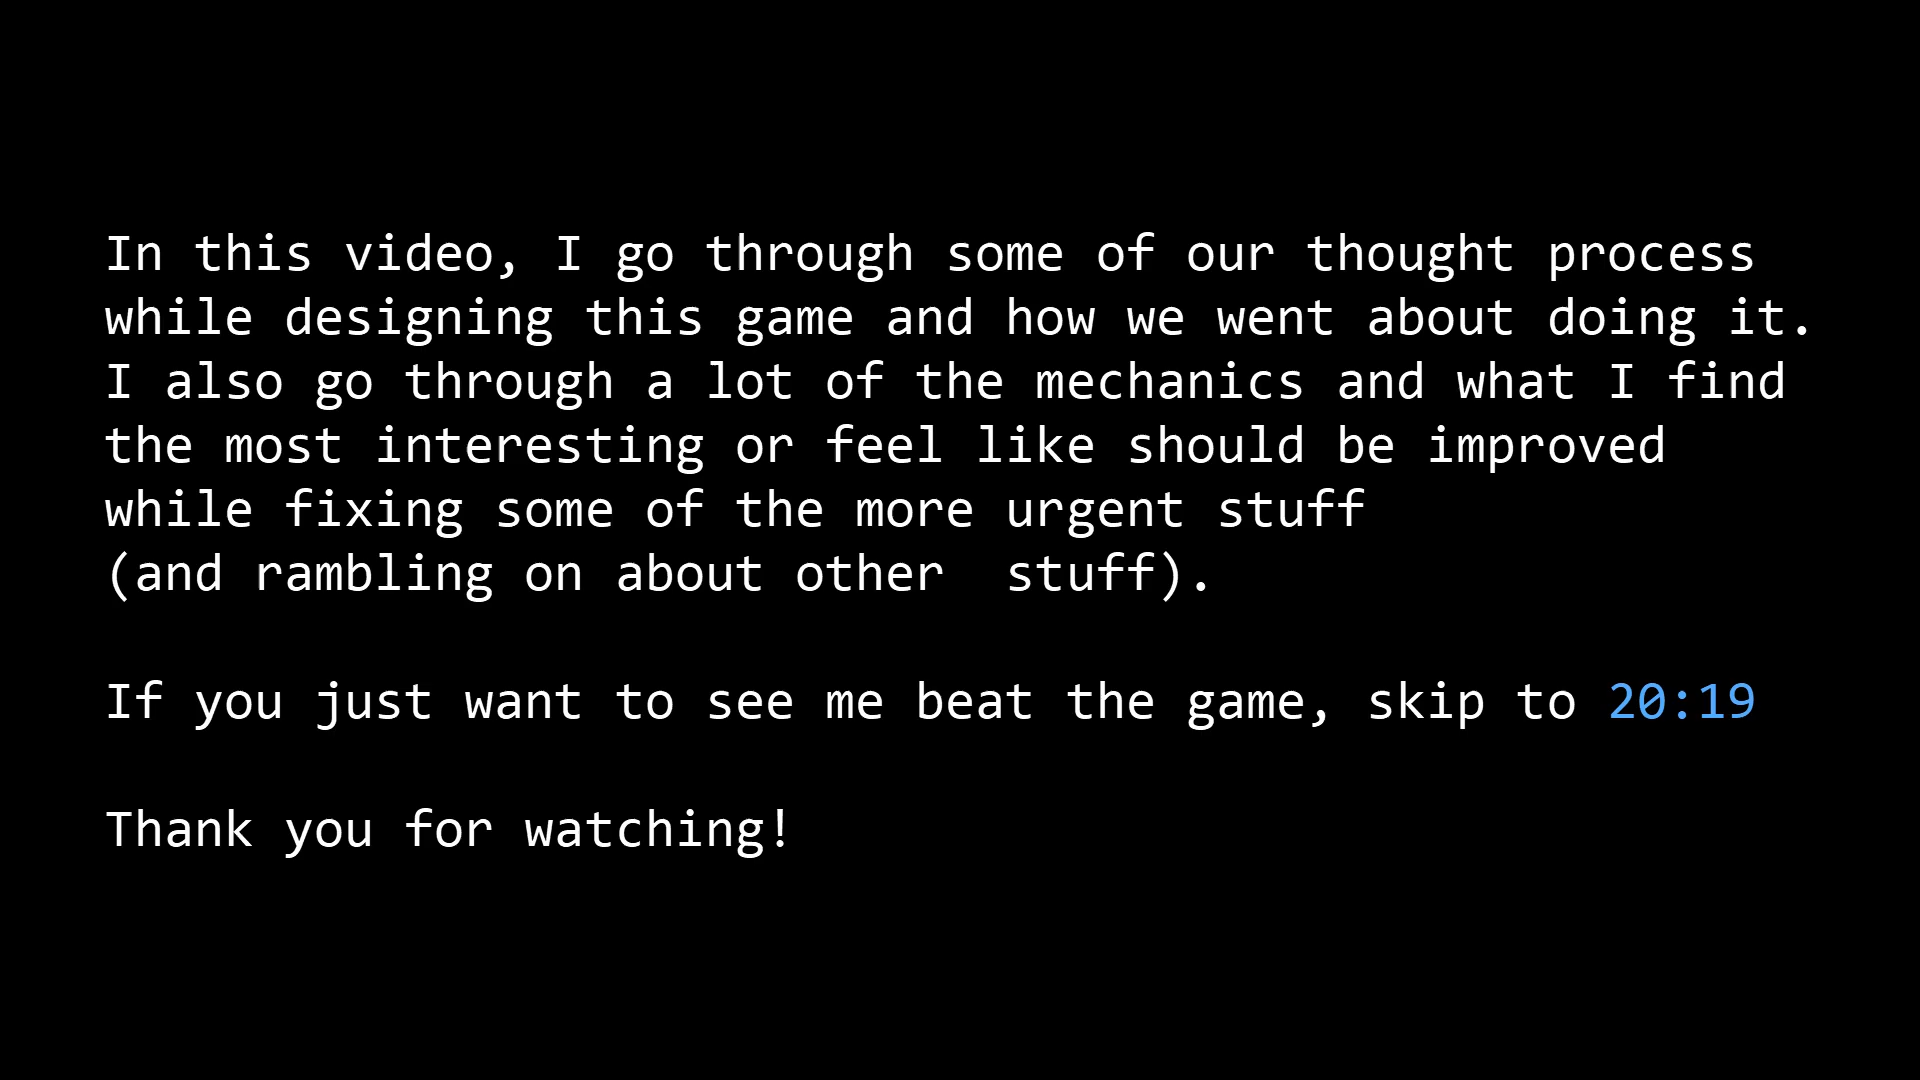 In this video, I go through some of our thought process
while designing this game and how we went about doing it.
I also go through a lot of the mechanics and what I find
the most interesting or feel like should be improved
while fixing some of the more urgent stuff
(and rambling on about other  stuff).
If you just want to see me beat the game, skip to 20:19
Thank you for watching!